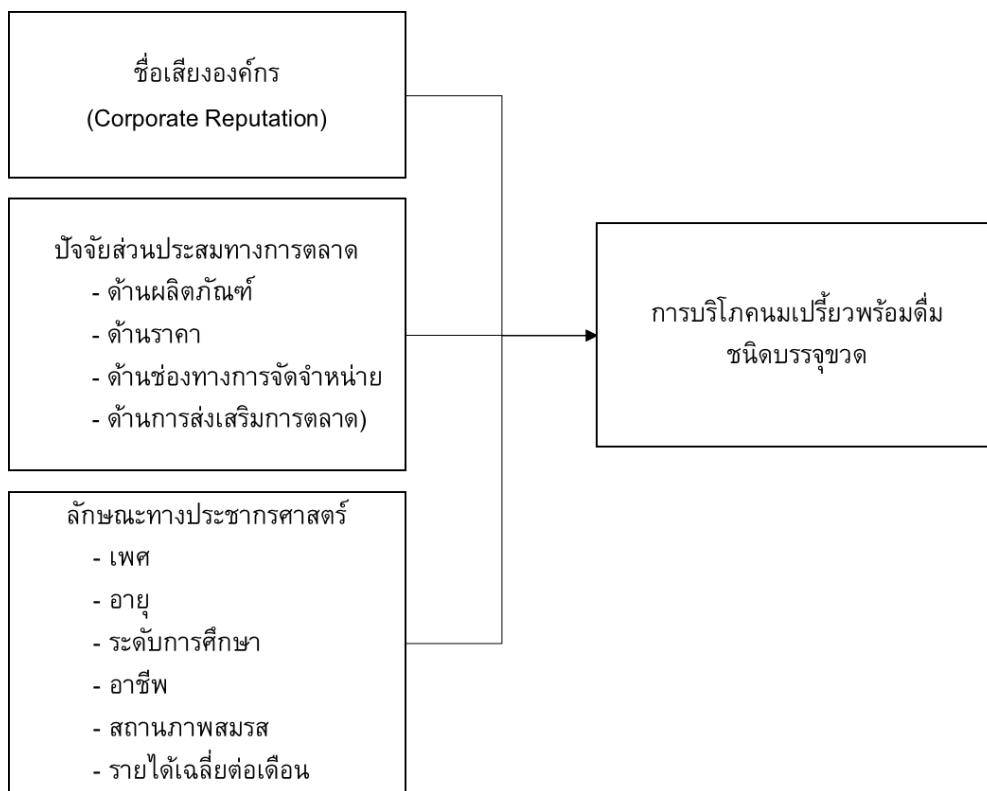 ชื่อเสียงองค์กร
(Corporate Reputation)
ปัจจัยส่วนประสมทางการตลาด
- ด้านผลิตภัณฑ์
- ด้านราคา
- ด้านช่องทางการจัดจำหน่าย
- ด้านการส่งเสริมการตลาด)
ลักษณะทางประชากรศาสตร์
- เพศ
- อายุ
- ระดับการศึกษา
- อาชีพ
- สถานภาพสมรส
- รายได้เฉลี่ยต่อเดือน
การบริโภคนมเปรี้ยวพร้อมดื่ม
ชนิดบรรจุขวด